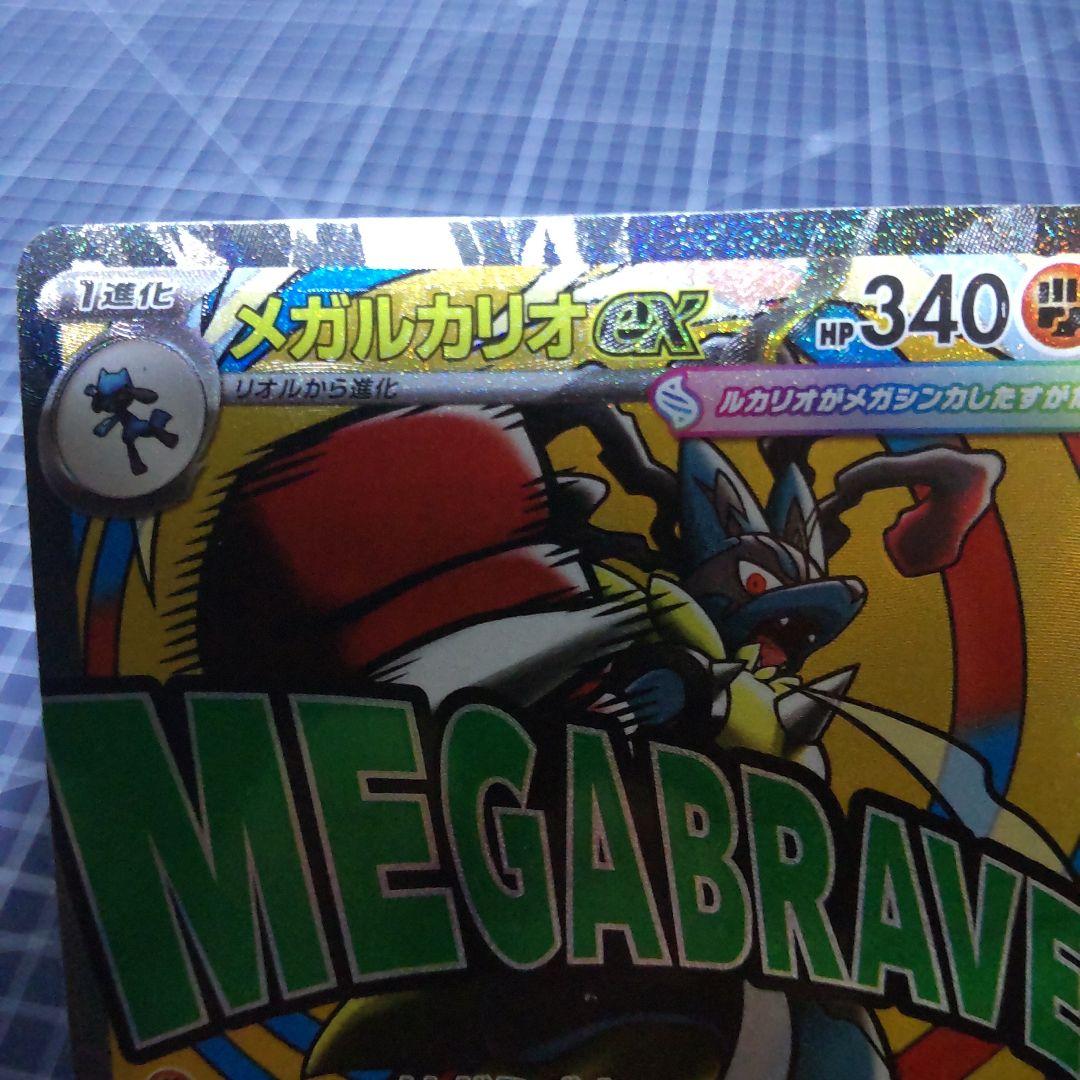 1進化
メガルカリオex
HP340
リオルから進化
ルカリオがメガシンカしたすがた
MEGABRAVE